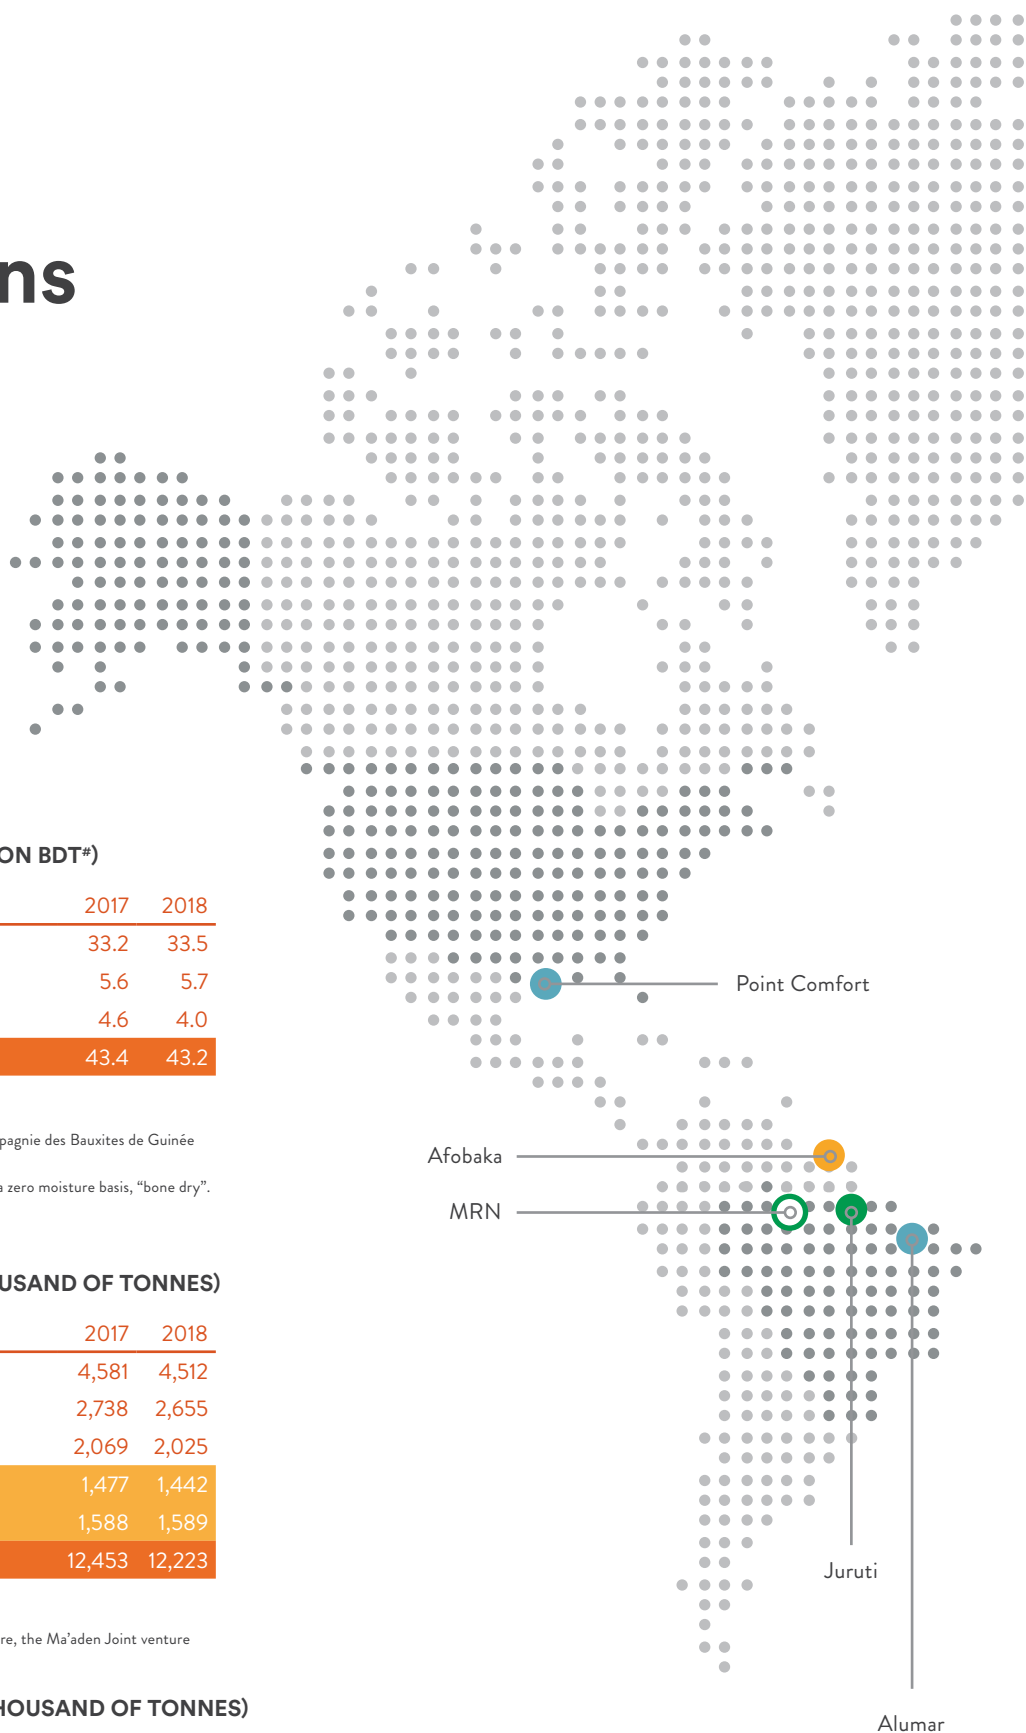 ns
ON BDT#)
2017 2018
33.2 33.5
5.6 5.7
4.6 4.0
43.4 43.2
pagnie des Bauxites de Guinée
a zero moisture basis, “bone dry”.
USAND OF TONNES)
2017 2018
4,581 4,512
2,738 2,655
2,069 2,025
1,477 1,442
1,588 1,589
12,453 12,223
re, the Ma’aden Joint venture
HOUSAND OF TONNES)
Point Comfort
Afobaka
MRN
Juruti
Alumar